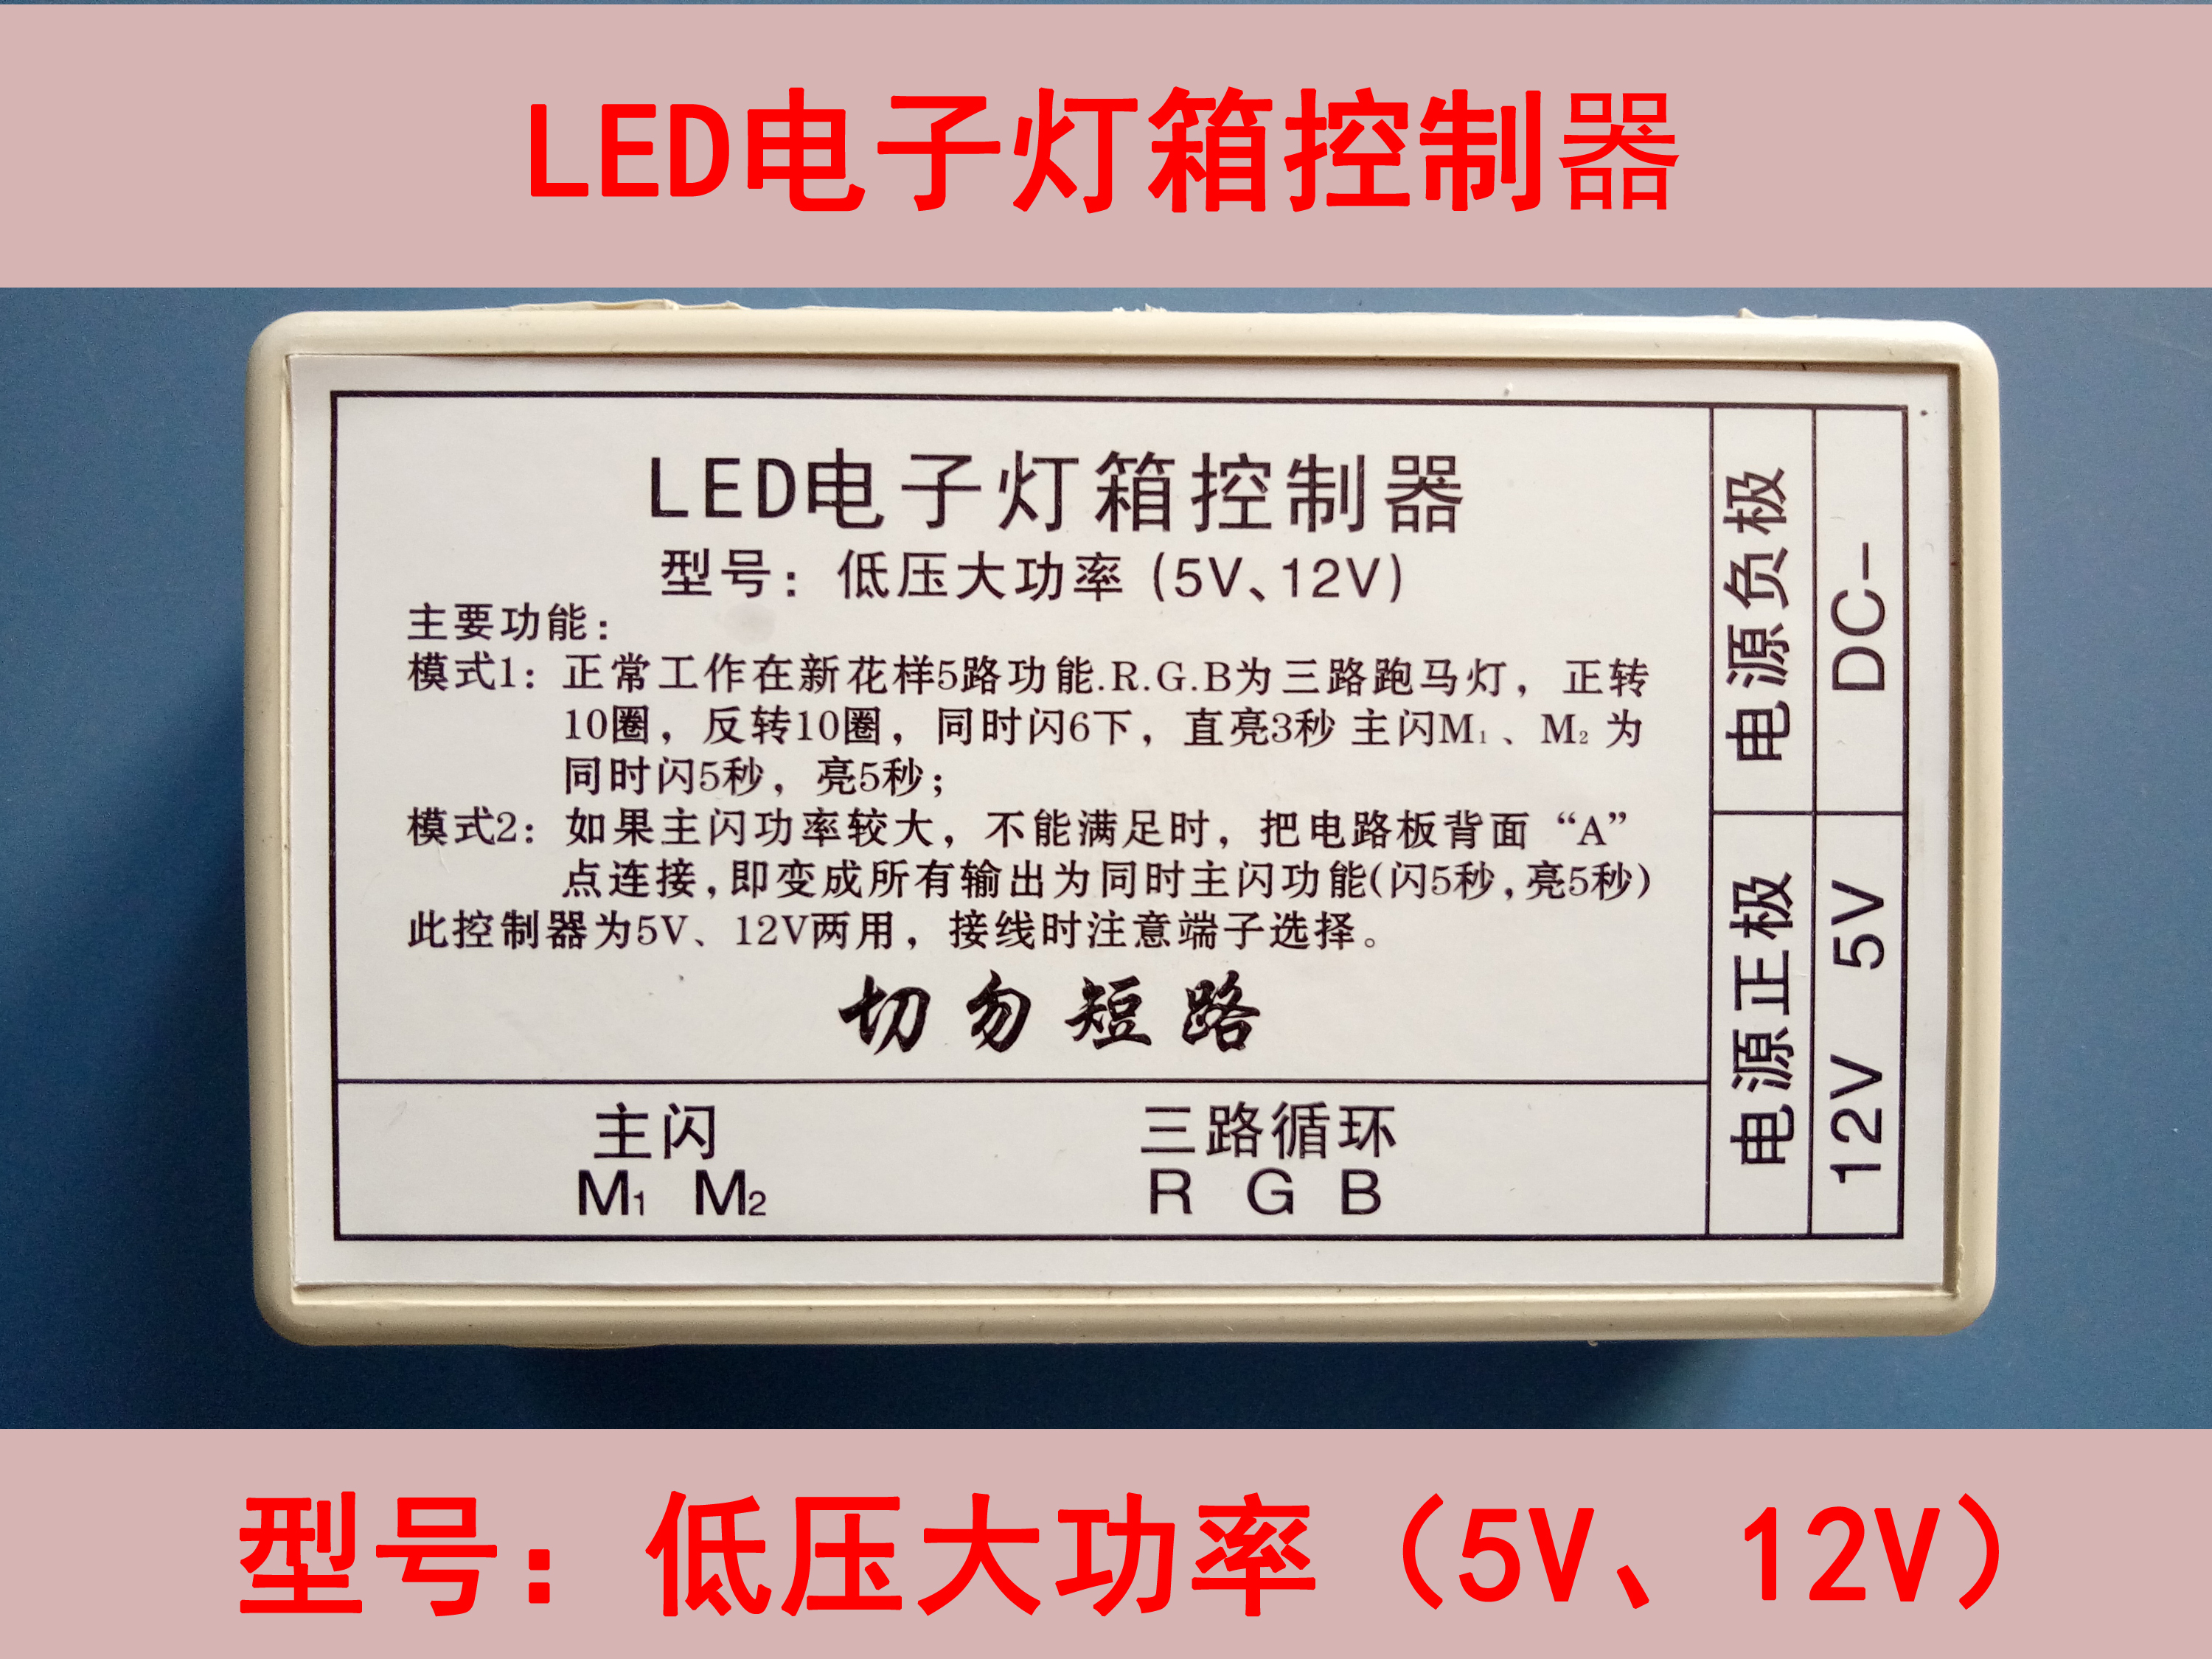 LED电子灯箱控制器
LED电子灯箱控制器
型号：低压大功率(5V、12V)
主要功能：
模式1：正常工作在新花样5路功能.R.G.B为三路跑马灯，正转
10圈，反转10圈，同时闪6下，直亮3秒 主闪M₁、M₂为
同时闪5秒，亮5秒；
模式2：如果主闪功率较大，不能满足时，把电路板背面“A”
点连接,即变成所有输出为同时主闪功能(闪5秒,亮5秒)
此控制器为5V、12V两用，接线时注意端子选择。
切勿短路
主闪
M₁ M₂
三路循环
R G B
电源负极
DC-
电源正极
12V 5V
型号：低压大功率（5V、12V）